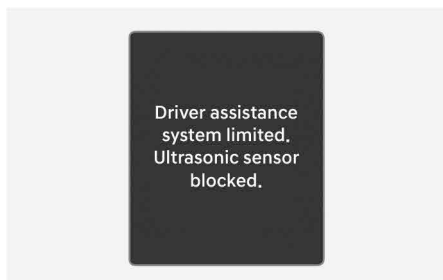 Driver assistance
system limited.
Ultrasonic sensor
blocked.